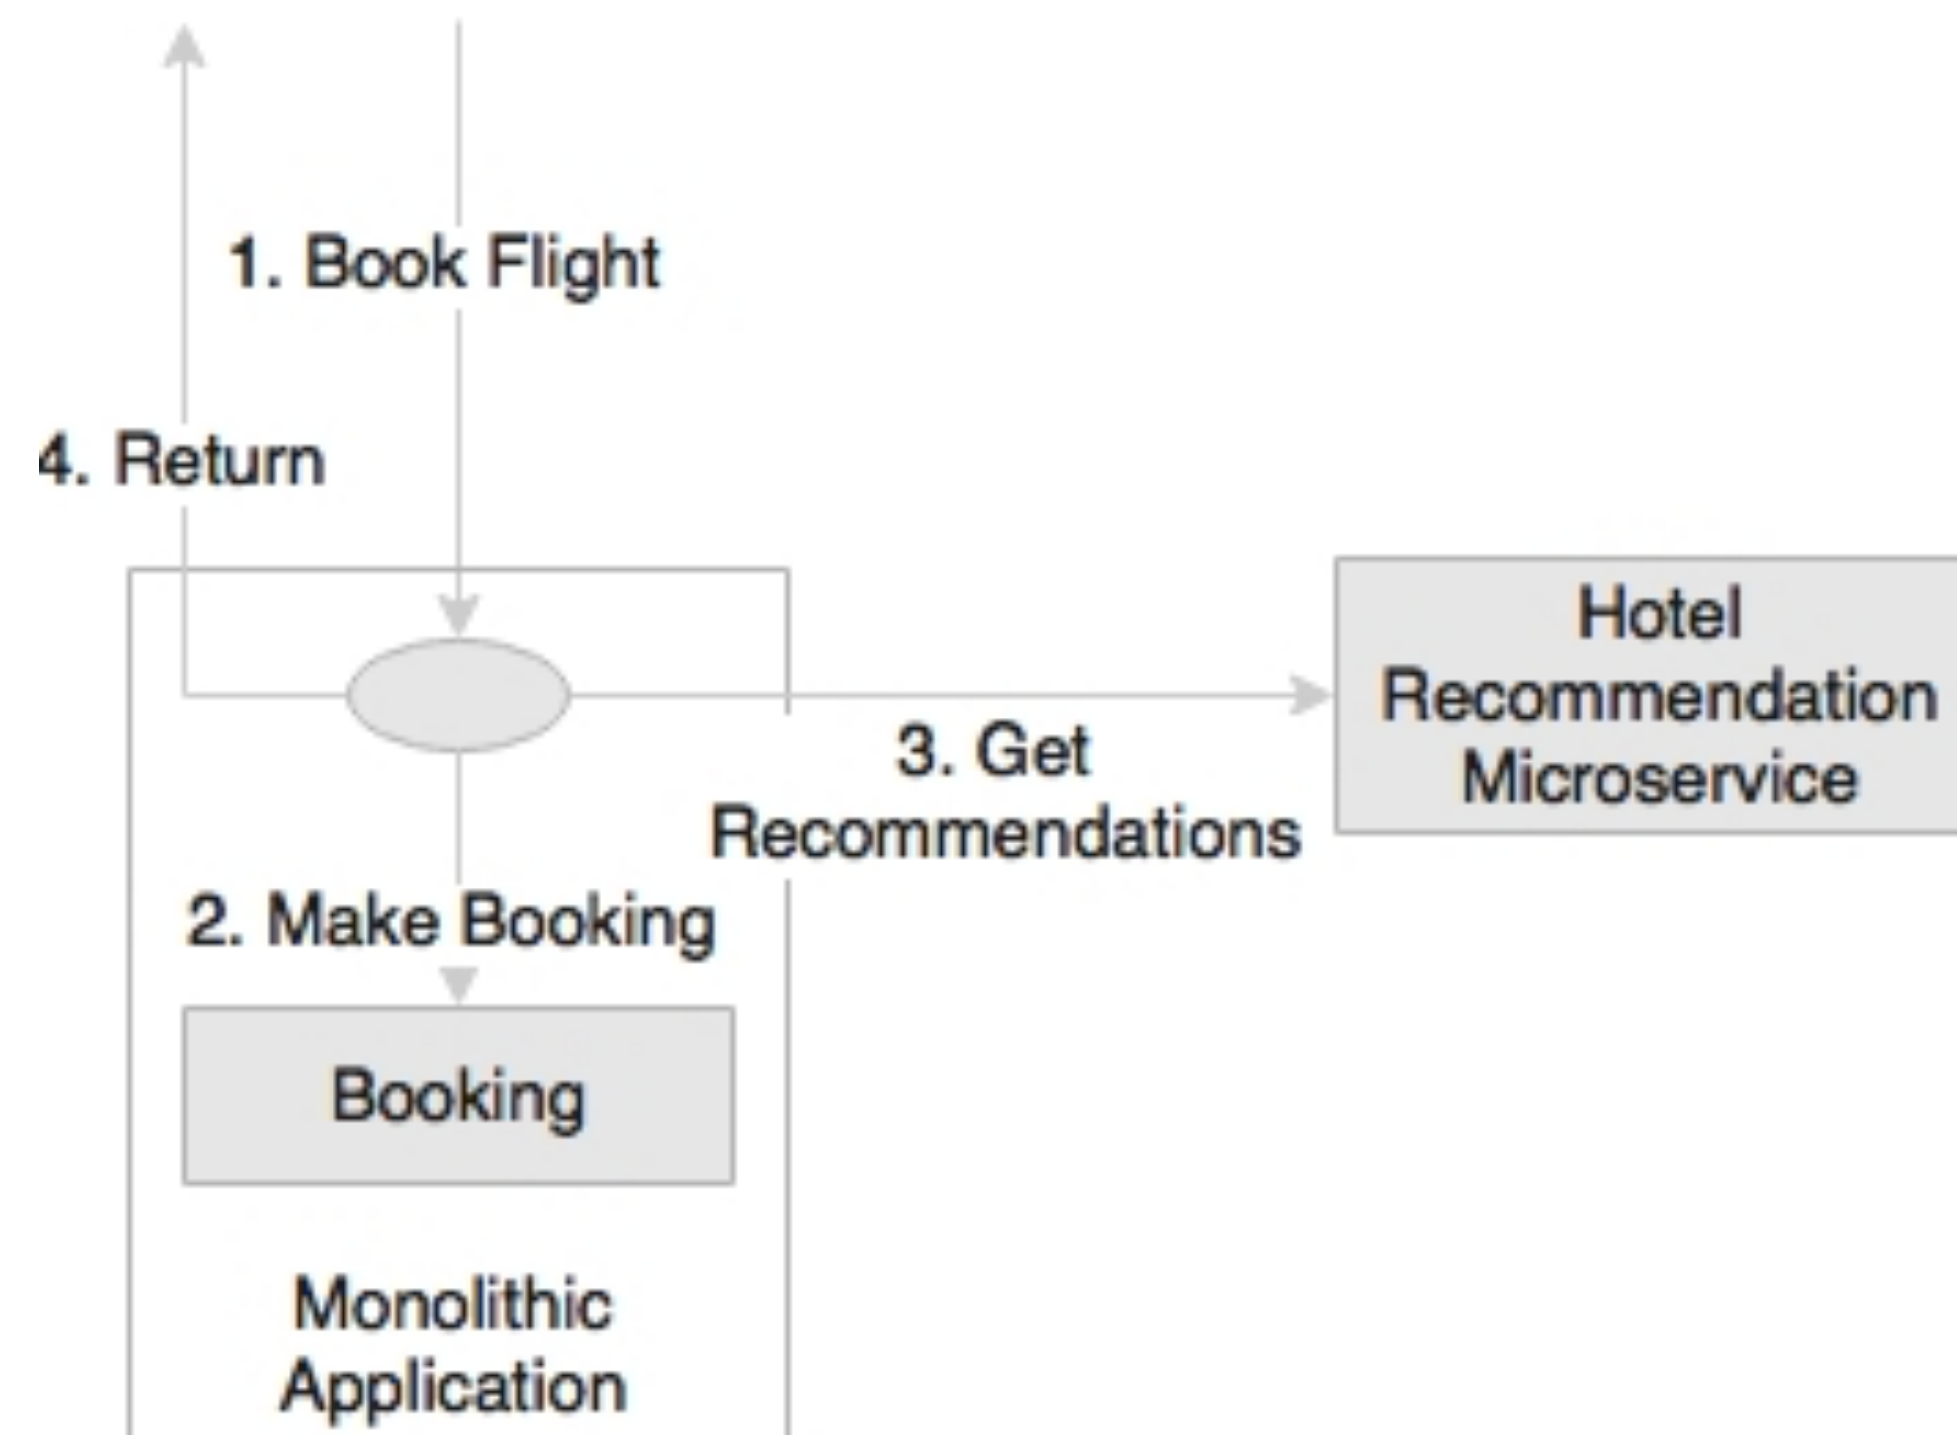 1. Book Flight
4. Return
Hotel
Recommendation
Microservice
3. Get
Recommendations
2. Make Booking
Booking
Monolithic
Application